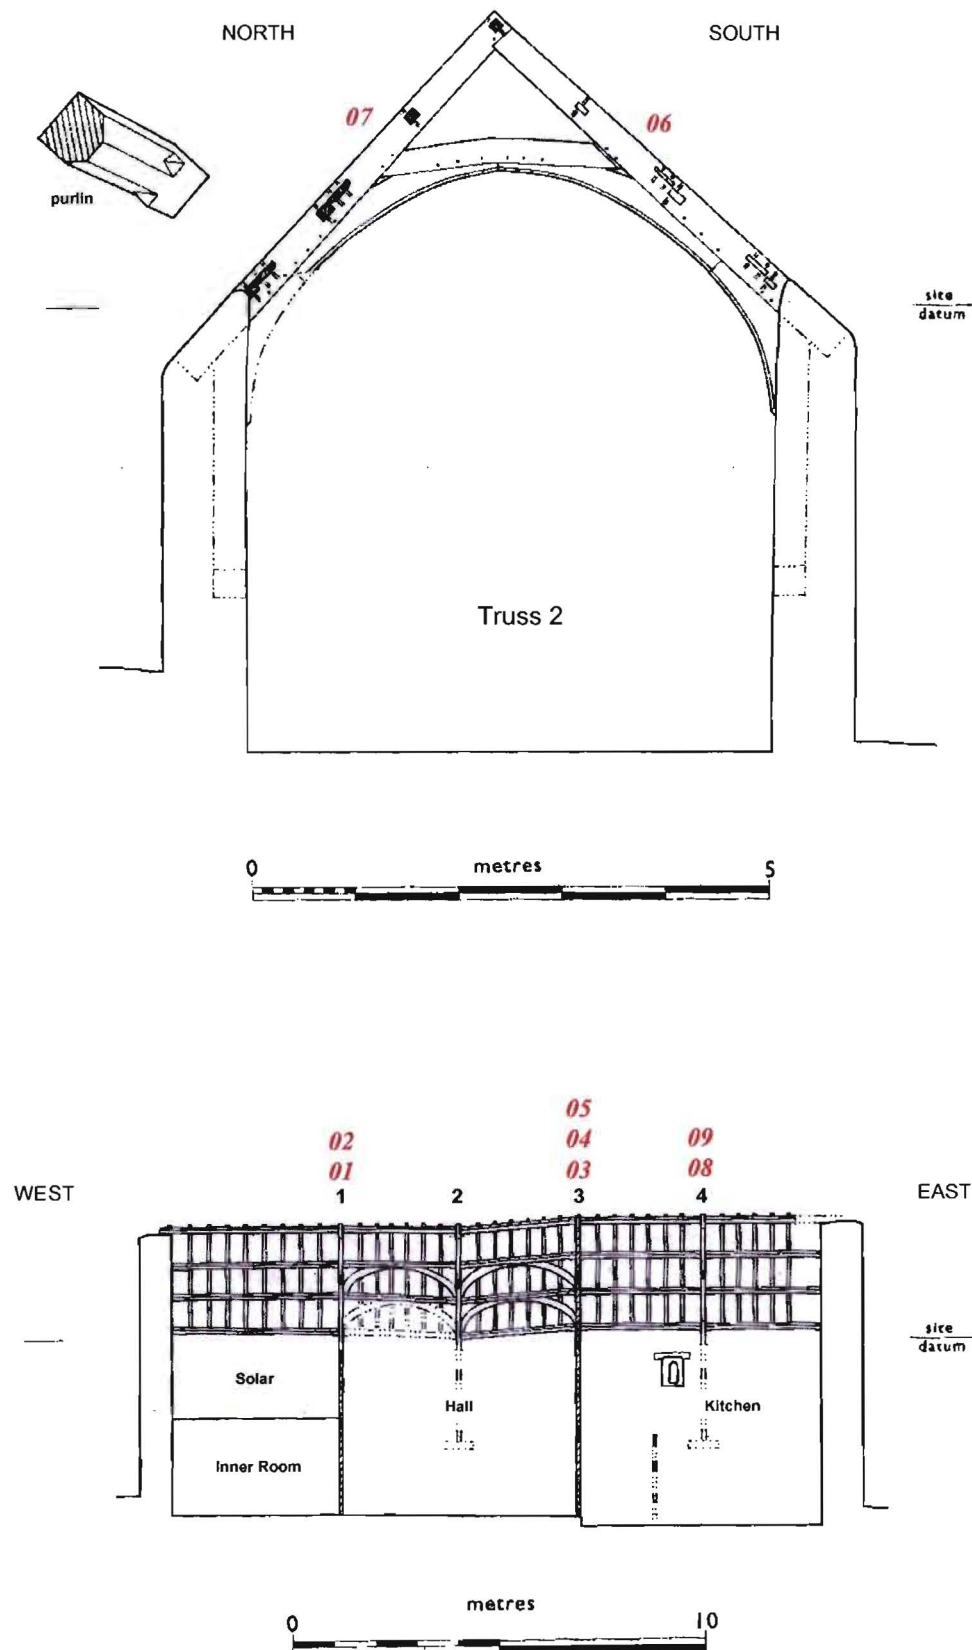 NORTH SOUTH
07 06
purlin
site
datum
Truss 2
metres
0 5
05
02 04 09
01 03 08
WEST 1 2 3 4 EAST
site
datum
Solar
Hall Kitchen
Inner Room
metres
0 10